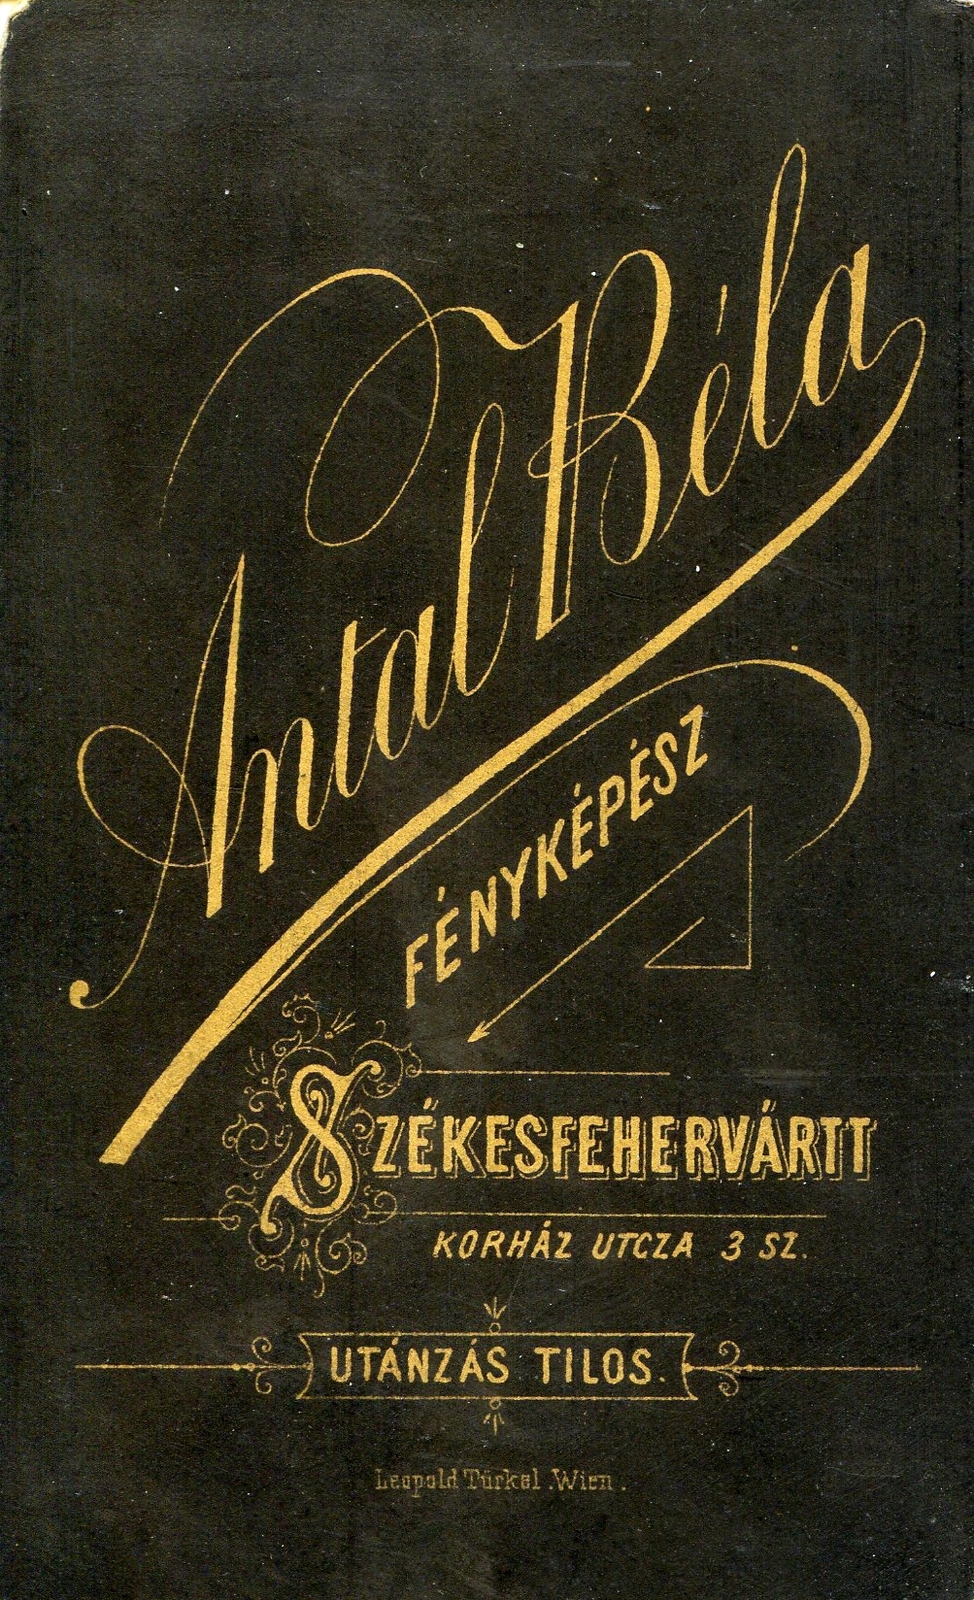 Antal Béla
FÉNYKÉPÉSZ
SZÉKESFEHERVÁRTT
KORHÁZ UTCZA 3 SZ.
UTÁNZÁS TILOS.
Leopold Türkel .Wien.